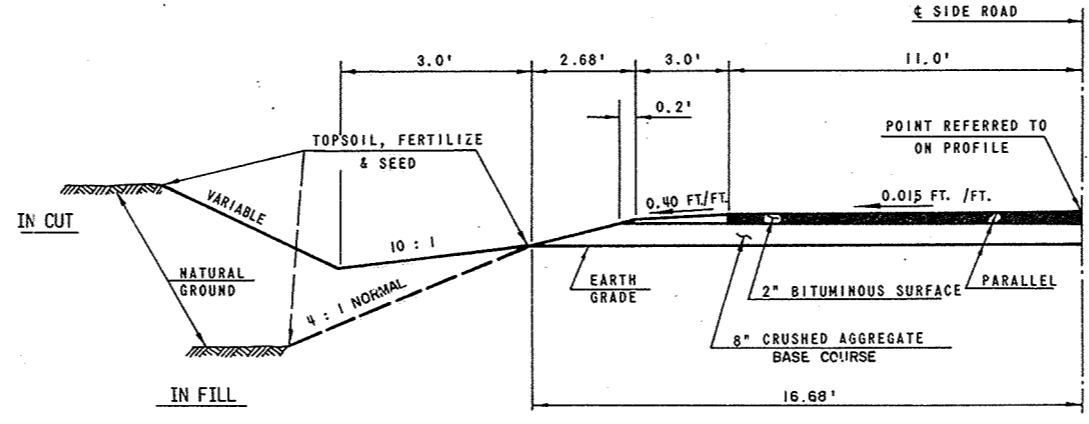 ℄ SIDE ROAD
3.0'
2.68'
3.0'
11.0'
0.2'
TOPSOIL, FERTILIZE
& SEED
POINT REFERRED TO
ON PROFILE
VARIABLE
0.40 FT./FT.
0.015 FT. /FT.
IN CUT
10 : 1
NATURAL
GROUND
EARTH
GRADE
2" BITUMINOUS SURFACE
PARALLEL
4 : 1 NORMAL
8" CRUSHED AGGREGATE
BASE COURSE
IN FILL
16.68'